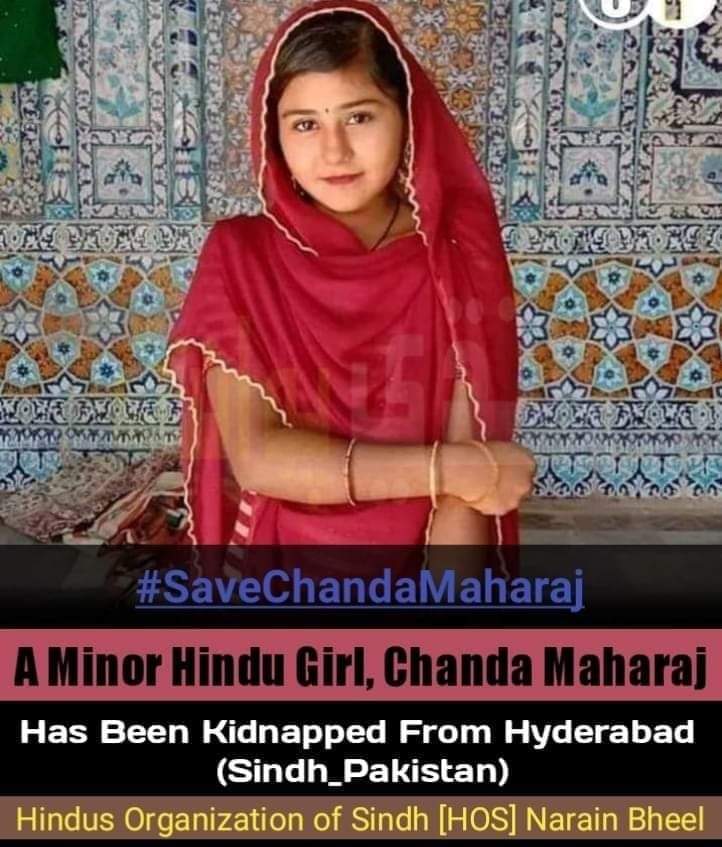 #SaveChandaMaharaj
A Minor Hindu Girl, Chanda Maharaj
Has Been Kidnapped From Hyderabad
(Sindh_Pakistan)
Hindus Organization of Sindh [HOS] Narain Bheel